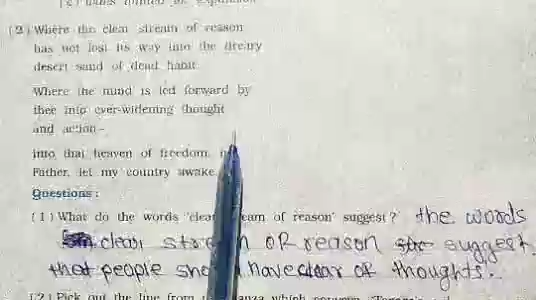 (2) Where the clear stream of reason
has not lost its way into the dreary
desert sand of dead habit.
Where the mind is led forward by
thee into ever-widening thought
and action-
into that heaven of freedom,
Father, let my country awake.
Questions :
(1) What do the words 'clear eam of reason' suggest? the words
clear stre m OR reason suggest.
that people sho have clear of thoughts..
(2) Pick out the line from anza which